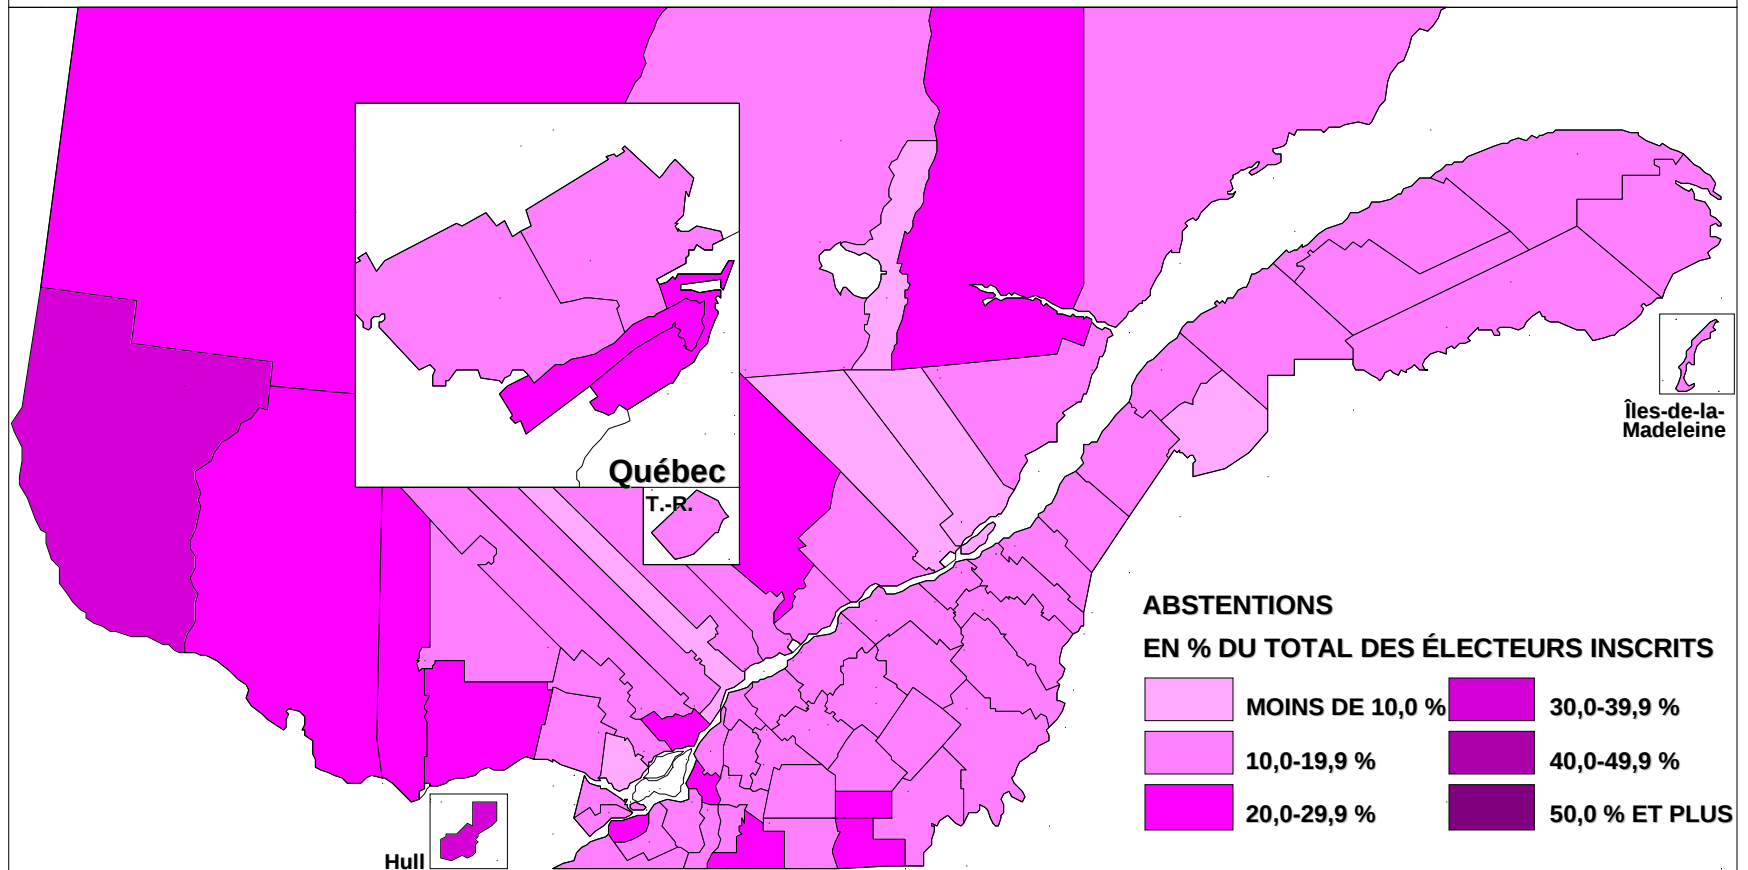 Îles-de-la-
Madeleine
Québec
T.-R.
Hull
ABSTENTIONS
EN % DU TOTAL DES ÉLECTEURS INSCRITS
MOINS DE 10,0 %
10,0-19,9 %
20,0-29,9 %
30,0-39,9 %
40,0-49,9 %
50,0 % ET PLUS